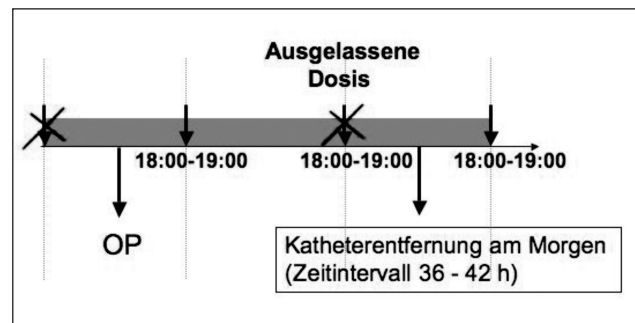 Ausgelassene
Dosis
18:00-19:00
18:00-19:00
18:00-19:00
OP
Katheterentfernung am Morgen
(Zeitintervall 36 - 42 h)